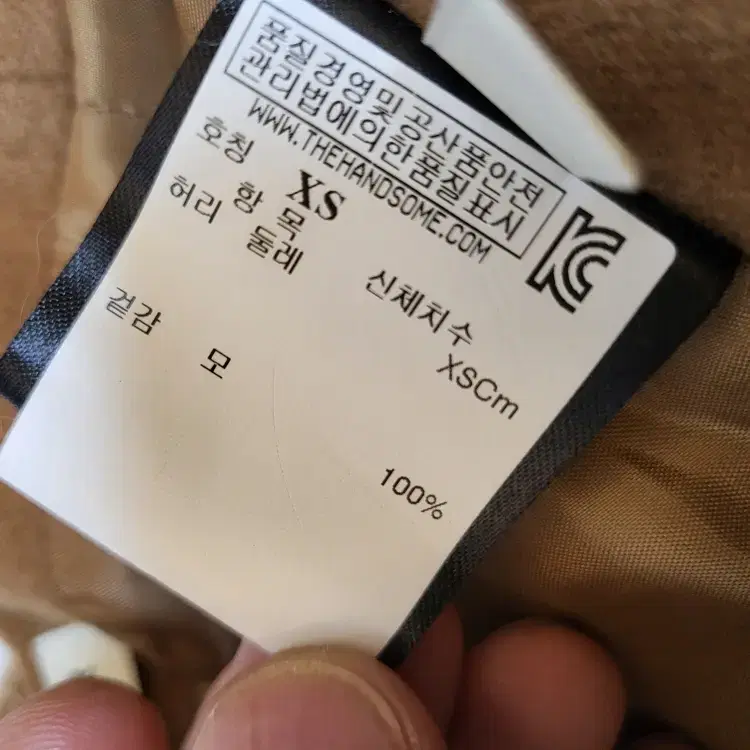 품질경영및공산품안전
관리법에의한품질표시
WWW.THEHANDSOME.COM
호칭 XS
항목 신체치수
허리 둘레 XSCm
겉감 모 100%
KC